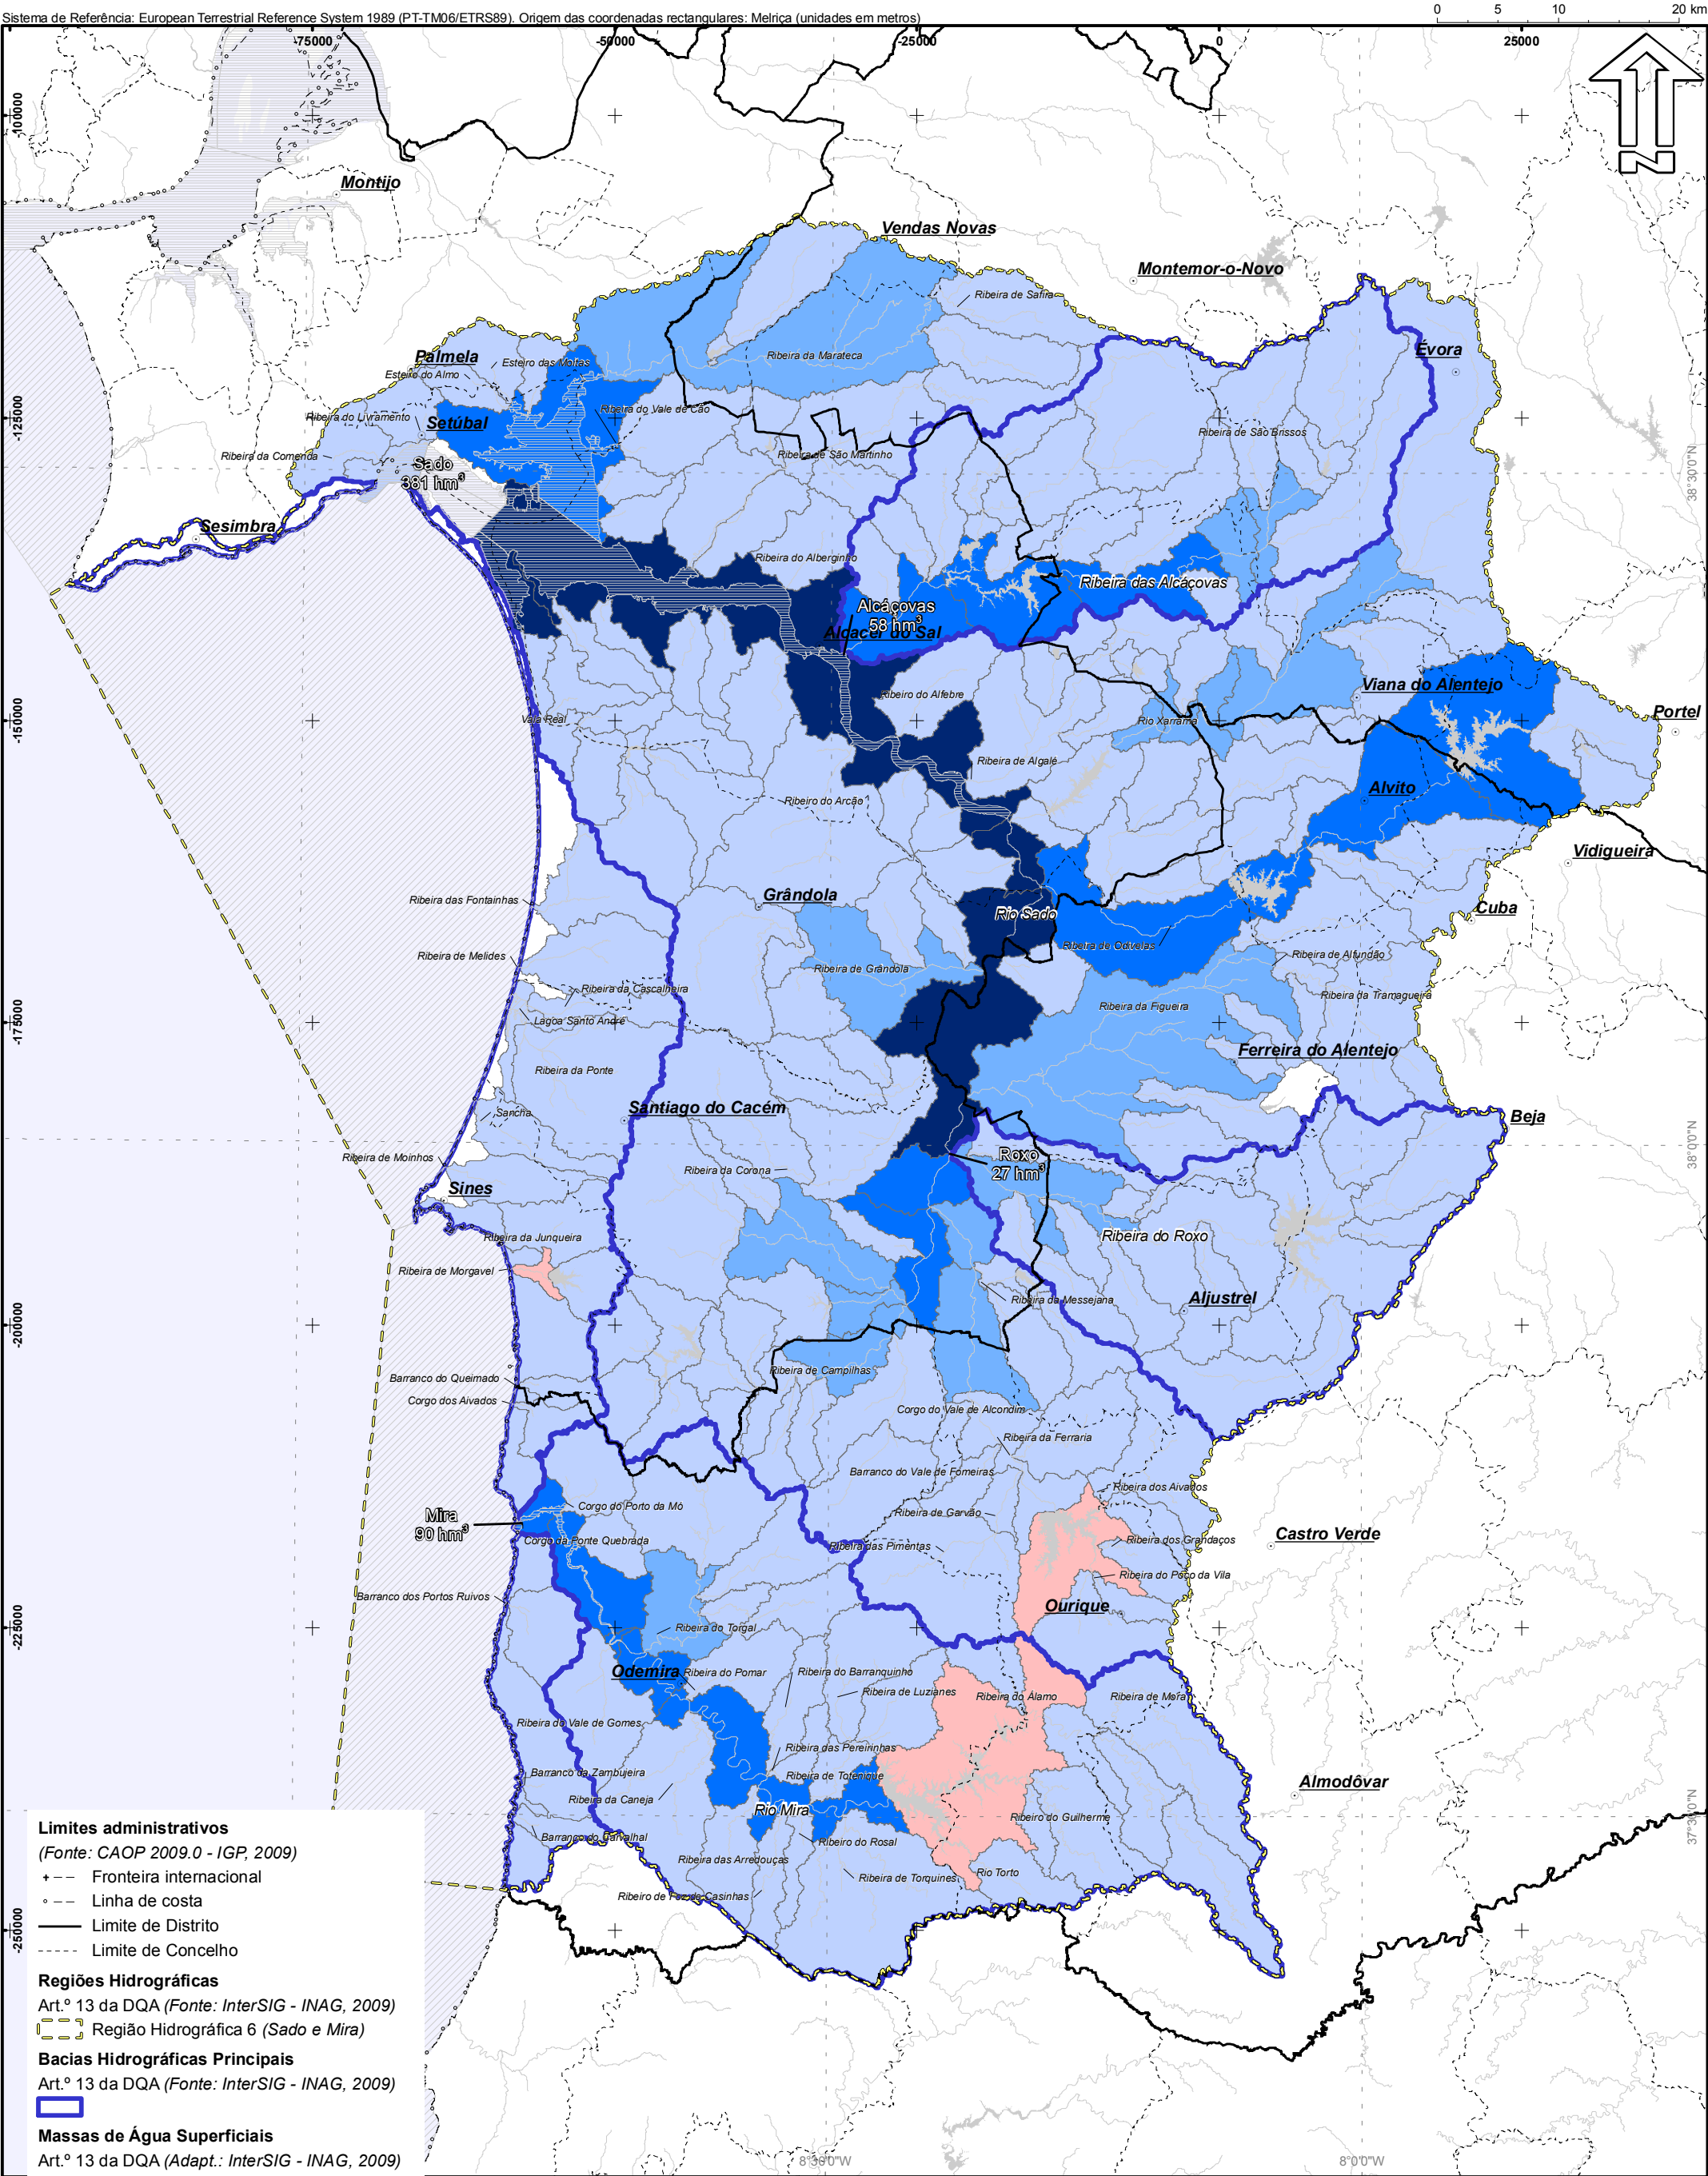 Sistema de Referência: European Terrestrial Reference System 1989 (PT-TM06/ETRS89). Origem das coordenadas rectangulares: Melriça (unidades em metros)
0 5 10 20 km
-75000 -50000 -25000 0 25000
-100000
-125000
-150000
-175000
-200000
-225000
-250000
38°30'0"N
38°0'0"N
37°30'0"N
N
Montijo
Vendas Novas
Montemor-o-Novo
Ribeira de Safira
Palmela
Esteiro das Voltas
Ribeira da Marateca
Évora
Esteiro do Almo
Ribeira do Livramento
Setúbal
Ribeira do Vale de Cão
Ribeira de São Brissos
Ribeira da Comenda
Ribeira de São Martinho
Sado
381 hm³
Sesimbra
Ribeira do Alberginho
Ribeira das Alcáçovas
Alcáçovas
58 hm³
Alcácer do Sal
Viana do Alentejo
Ribeiro do Alfebre
Portel
Vala Real
Rio Xarrama
Ribeira de Algalé
Alvito
Ribeiro do Arcão
Vidigueira
Grândola
Ribeira das Fontainhas
Rio Sado
Cuba
Ribeira de Odivelas
Ribeira de Melides
Ribeira de Alfundão
Ribeira de Grândola
Ribeira da Cascalheira
Ribeira da Tramagueira
Ribeira da Figueira
Lagoa Santo André
Ferreira do Alentejo
Ribeira da Ponte
Santiago do Cacém
Sancha
Beja
Ribeira de Moinhos
Roxo
27 hm³
Ribeira da Corona
Sines
Ribeira da Junqueira
Ribeira do Roxo
Ribeira de Morgavel
Ribeira da Messejana
Aljustrel
Ribeira de Campilhas
Barranco do Queimado
Corgo dos Aivados
Corgo do Vale de Alcondim
Ribeira da Ferraria
Barranco do Vale de Forneiras
Ribeira dos Aivados
Corgo do Porto da Mó
Ribeira de Garvão
Mira
90 hm³
Castro Verde
Corgo da Ponte Quebrada
Ribeira das Pimentas
Ribeira dos Grandaços
Ribeira do Poço da Vila
Barranco dos Portos Ruivos
Ourique
Ribeira do Torgal
Odemira
Ribeira do Pomar
Ribeira do Barranquinho
Ribeira de Luzianes
Ribeira do Álamo
Ribeira de Mora
Ribeira do Vale de Gomes
Ribeira das Pereirinhas
Barranco da Zambujeira
Ribeira de Totenique
Almodôvar
Ribeira da Caneja
Rio Mira
Ribeiro do Guilherme
Barranco do Carvalhal
Ribeiro do Rosal
Ribeira das Arredouças
Ribeira de Torquines
Rio Torto
Limites administrativos
(Fonte: CAOP 2009.0 - IGP, 2009)
Fronteira internacional
Linha de costa
Limite de Distrito
Limite de Concelho
Regiões Hidrográficas
Art.º 13 da DQA (Fonte: InterSIG - INAG, 2009)
Região Hidrográfica 6 (Sado e Mira)
Bacias Hidrográficas Principais
Art.º 13 da DQA (Fonte: InterSIG - INAG, 2009)
Massas de Água Superficiais
Art.º 13 da DQA (Adapt.: InterSIG - INAG, 2009)
8°30'0"W
8°0'0"W